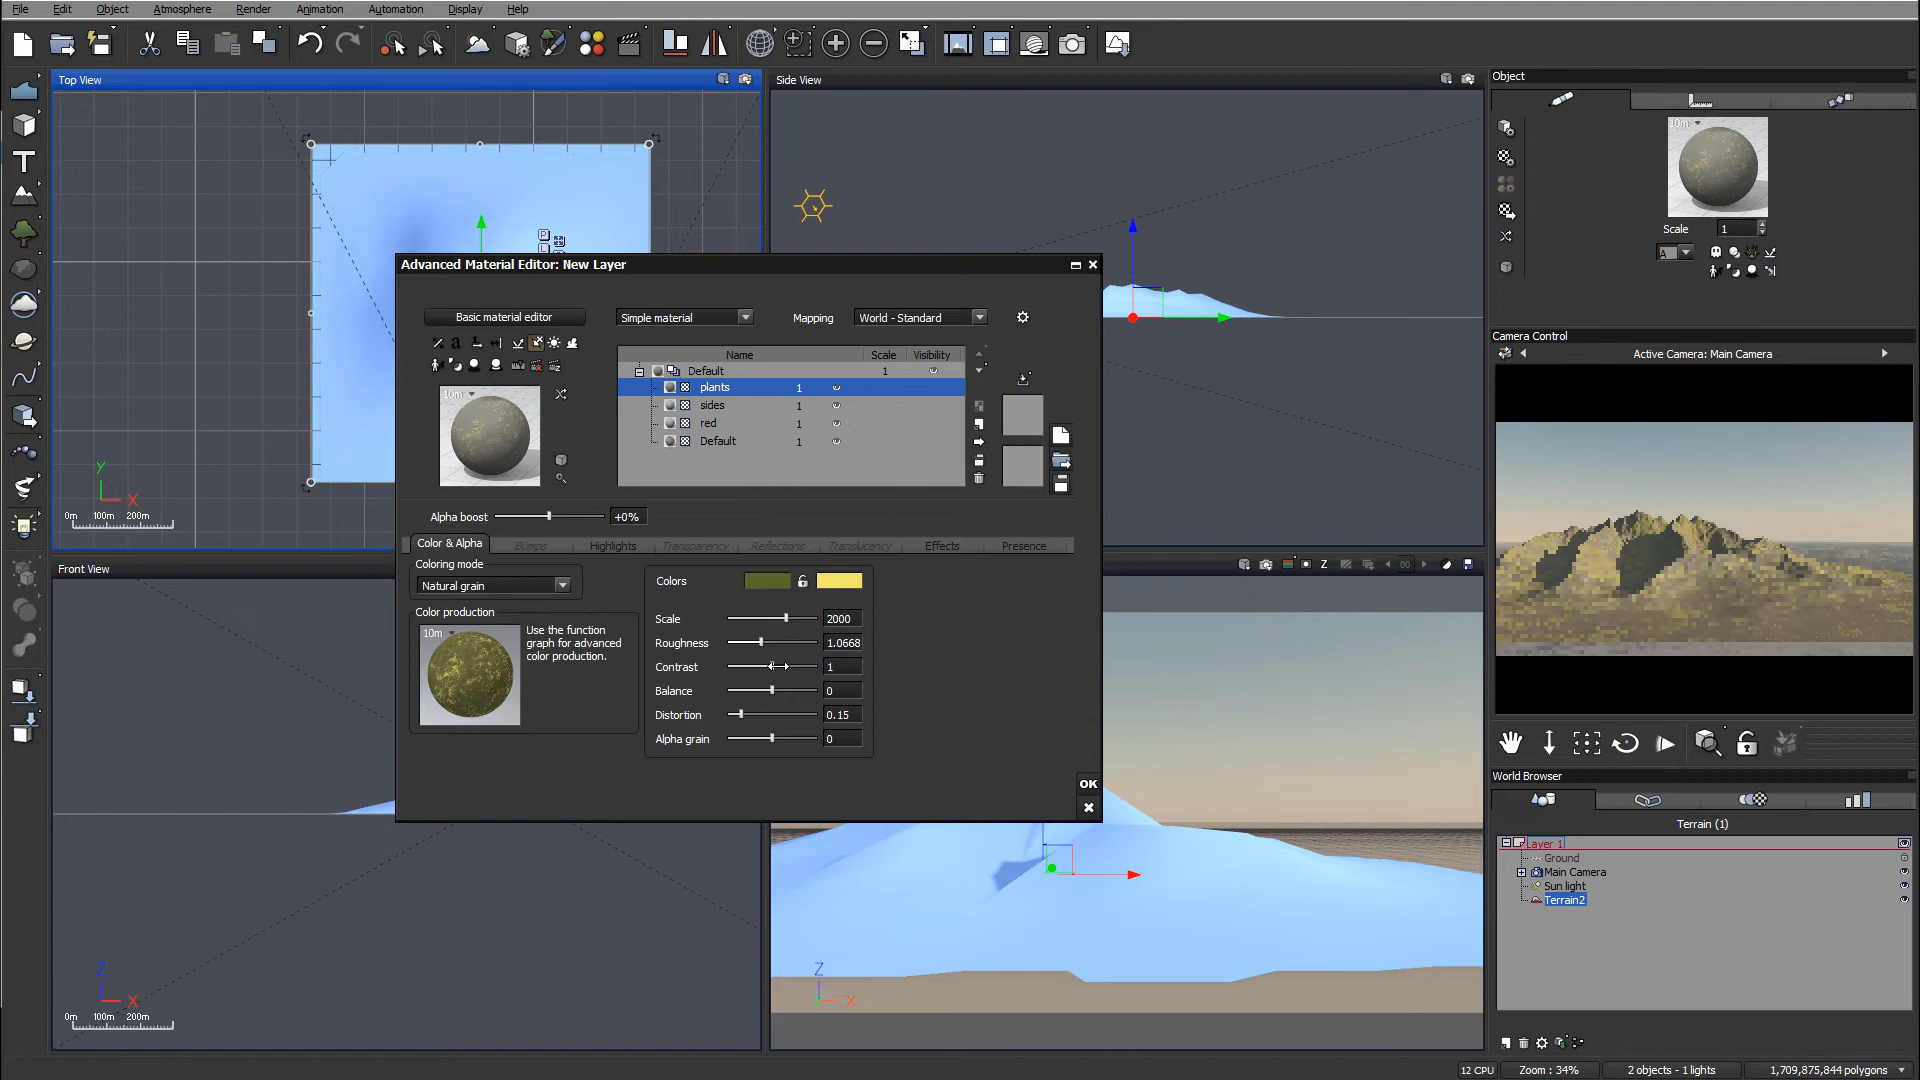 File Edit Object Atmosphere Render Animation Automation Display Help
Top View
Side View
Object
10m
Scale 1
A
Y
X
0m 100m 200m
P
L
Advanced Material Editor: New Layer
Basic material editor
Simple material
Mapping
World - Standard
Name Scale Visibility
Default 1
plants 1
sides 1
red 1
Default 1
a
10m
Alpha boost +0%
Color & Alpha Bumps Highlights Transparency Reflections Translucency Effects Presence
Coloring mode
Natural grain
Color production
10m
Use the function
graph for advanced
color production.
Colors
Scale 2000
Roughness 1.0668
Contrast 1
Balance 0
Distortion 0.15
Alpha grain 0
OK
Camera Control
Active Camera: Main Camera
Front View
Z
X
0m 100m 200m
Z 00
Z
X
World Browser
Terrain (1)
Layer 1
Ground
Main Camera
Sun light
Terrain2
12 CPU Zoom : 34% 2 objects - 1 lights 1,709,875,844 polygons